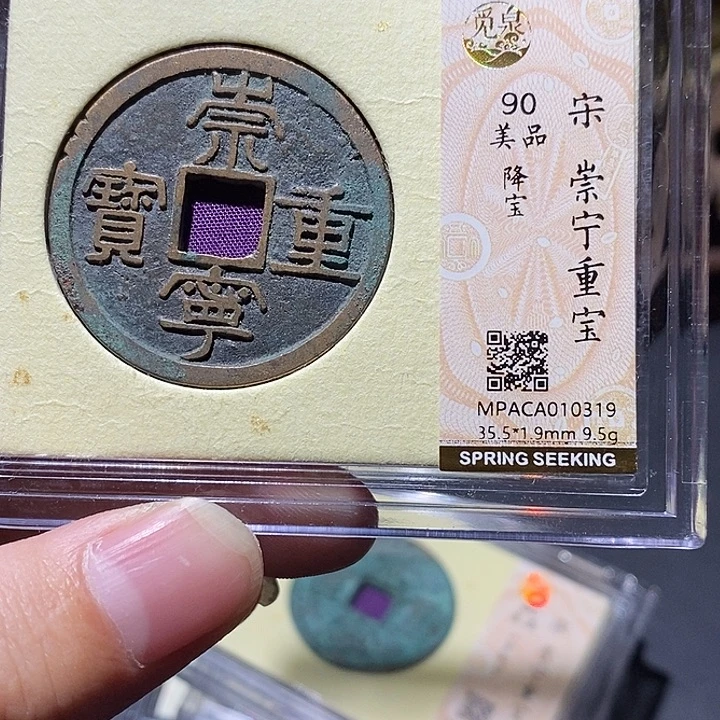 崇
重
寧
寶
觅泉
90
美品
降宝
宋 崇宁重宝
MPACA010319
35.5*1.9mm 9.5g
SPRING SEEKING